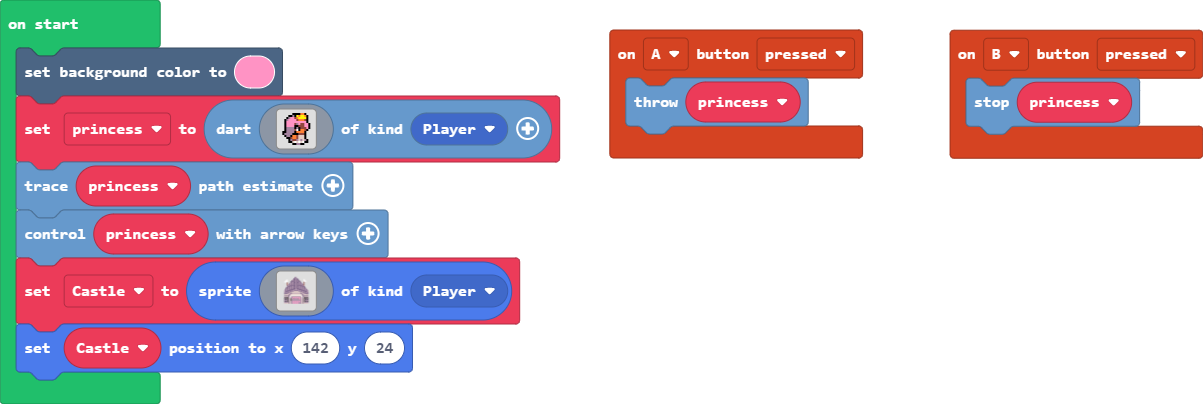 on start
set background color to
set princess to dart of kind Player
trace princess path estimate
control princess with arrow keys
set Castle to sprite of kind Player
set Castle position to x 142 y 24
on A button pressed
throw princess
on B button pressed
stop princess